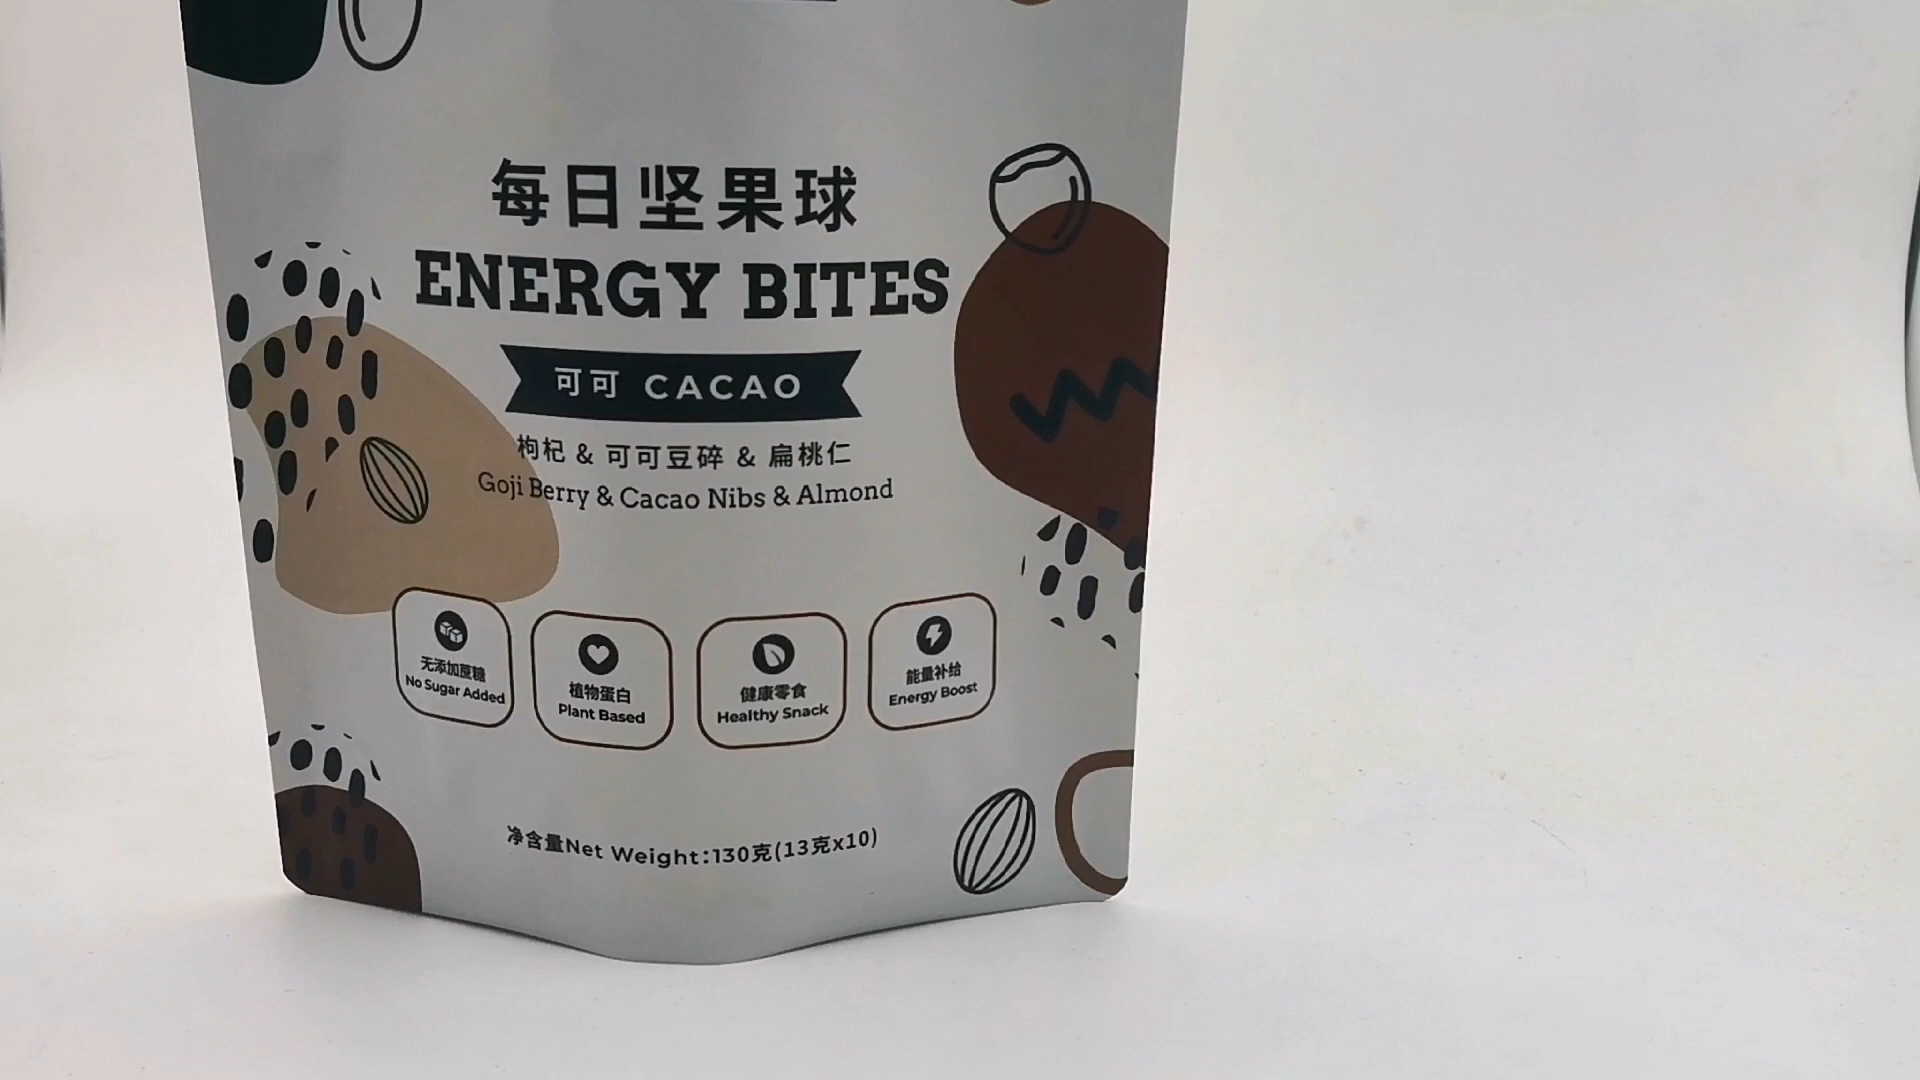 每日坚果球
ENERGY BITES
可可 CACAO
枸杞 & 可可豆碎 & 扁桃仁
Goji Berry & Cacao Nibs & Almond
无添加蔗糖
No Sugar Added
植物蛋白
Plant Based
健康零食
Healthy Snack
能量补给
Energy Boost
净含量Net Weight:130克(13克x10)